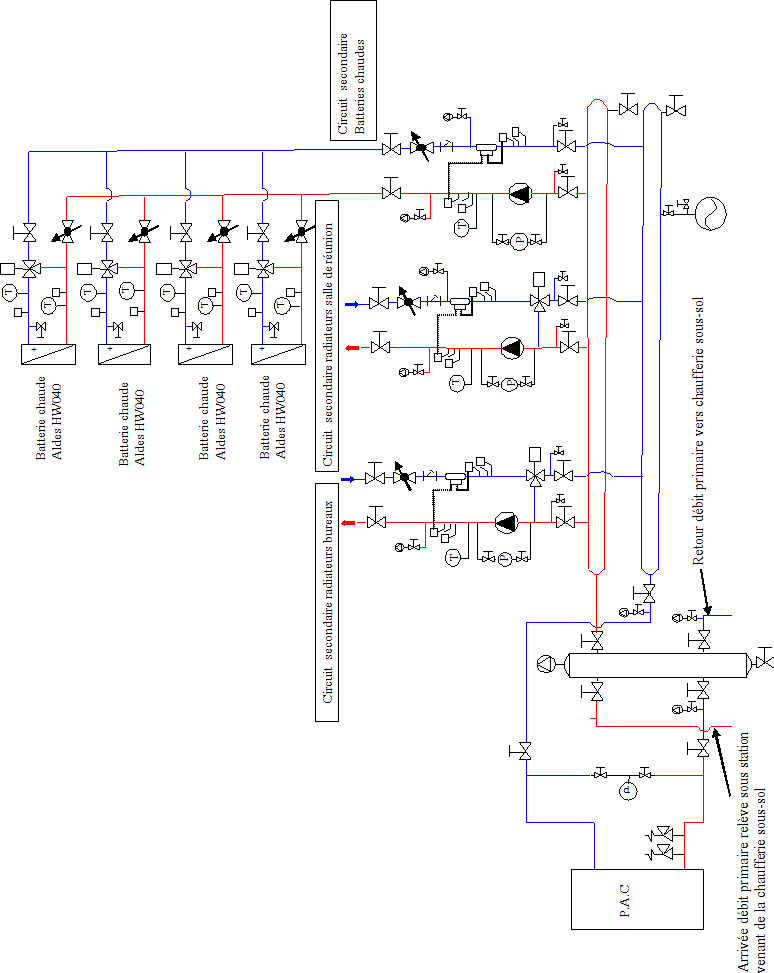 Circuit secondaire
Batteries chaudes
Batterie chaude
Aldes HW040
Batterie chaude
Aldes HW040
Batterie chaude
Aldes HW040
Batterie chaude
Aldes HW040
Circuit secondaire radiateurs salle de réunion
Circuit secondaire radiateurs bureaux
Retour débit primaire vers chaufferie sous-sol
Arrivée débit primaire relève sous station
venant de la chaufferie sous-sol
P.A.C
T
T
T
T
T
T
T
T
T
P
T
P
T
P
P
+
+
+
+